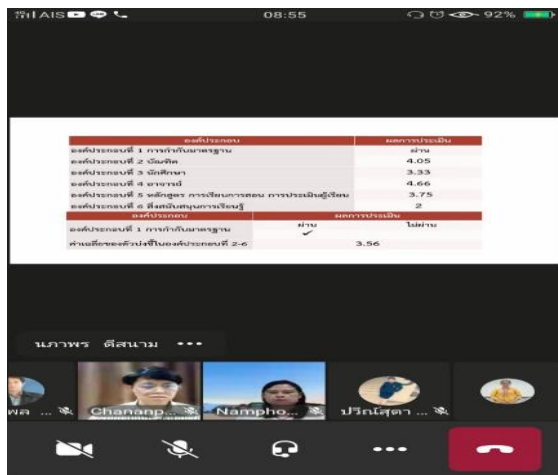 AIS 08:55 92%
องค์ประกอบ ผลการประเมิน
องค์ประกอบที่ 1 การกำกับมาตรฐาน ผ่าน
องค์ประกอบที่ 2 บัณฑิต 4.05
องค์ประกอบที่ 3 นักศึกษา 3.33
องค์ประกอบที่ 4 อาจารย์ 4.66
องค์ประกอบที่ 5 หลักสูตร การเรียนการสอน การประเมินผู้เรียน 3.75
องค์ประกอบที่ 6 สิ่งสนับสนุนการเรียนรู้ 2
องค์ประกอบ ผลการประเมิน
องค์ประกอบที่ 1 การกำกับมาตรฐาน ผ่าน ✓ ไม่ผ่าน
ค่าเฉลี่ยของตัวบ่งชี้ในองค์ประกอบที่ 2-6 3.56
นภาพร ดีสนาม •••
พล ... Chananp... Nampho... ปวีณ์สุดา ...